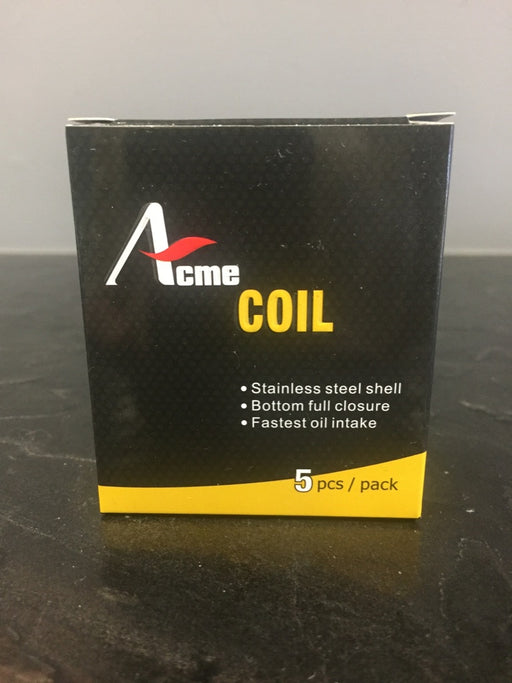 Acme
COIL
• Stainless steel shell
• Bottom full closure
• Fastest oil intake
5 pcs / pack